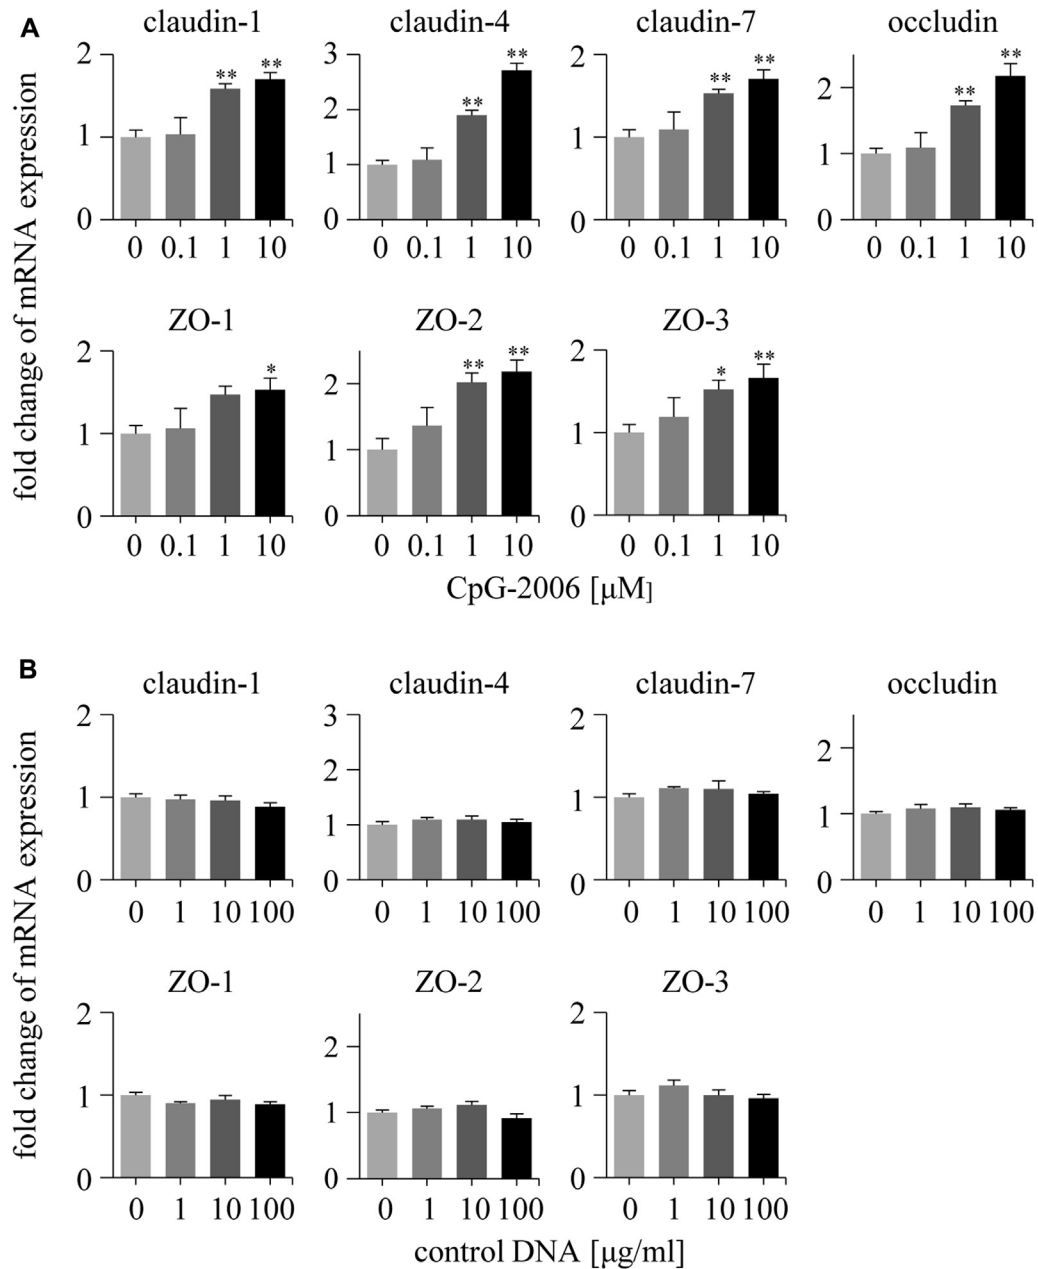 A
claudin-1 claudin-4 claudin-7 occludin
fold change of mRNA expression
2 3 2
** ** ** ** ** ** 2 ** **
2
1 1 1
1
0 0 0 0
0 0.1 1 10 0 0.1 1 10 0 0.1 1 10 0 0.1 1 10
ZO-1 ZO-2 ZO-3
2 * 2 ** ** 2 * **
1 1 1
0 0 0
0 0.1 1 10 0 0.1 1 10 0 0.1 1 10
CpG-2006 [μM]
B
claudin-1 claudin-4 claudin-7 occludin
fold change of mRNA expression
2 3 2
2 2
1 1 1 1
0 0 0 0
0 1 10 100 0 1 10 100 0 1 10 100 0 1 10 100
ZO-1 ZO-2 ZO-3
2 2 2
1 1 1
0 0 0
0 1 10 100 0 1 10 100 0 1 10 100
control DNA [μg/ml]